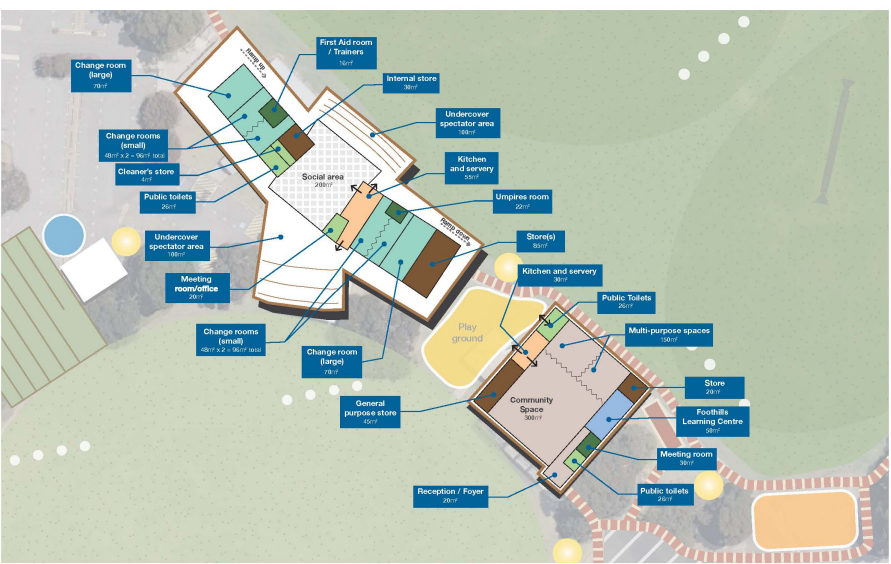 First Aid room
/ Trainers
16m²
Ramp up
Change room
(large)
70m²
Internal store
30m²
Undercover
spectator area
100m²
Change rooms
(small)
48m² x 2 = 96m² total
Kitchen
and servery
55m²
Cleaner's store
4m²
Social area
200m²
Public toilets
26m²
Umpires room
22m²
Ramp down
Undercover
spectator area
100m²
Store(s)
85m²
Meeting
room/office
20m²
Kitchen and servery
30m²
Public Toilets
26m²
Change rooms
(small)
48m² x 2 = 96m² total
Play
ground
Multi-purpose spaces
150m²
Change room
(large)
70m²
Store
20m²
General
purpose store
45m²
Community
Space
300m²
Foothills
Learning Centre
50m²
Meeting room
30m²
Reception / Foyer
20m²
Public toilets
26m²